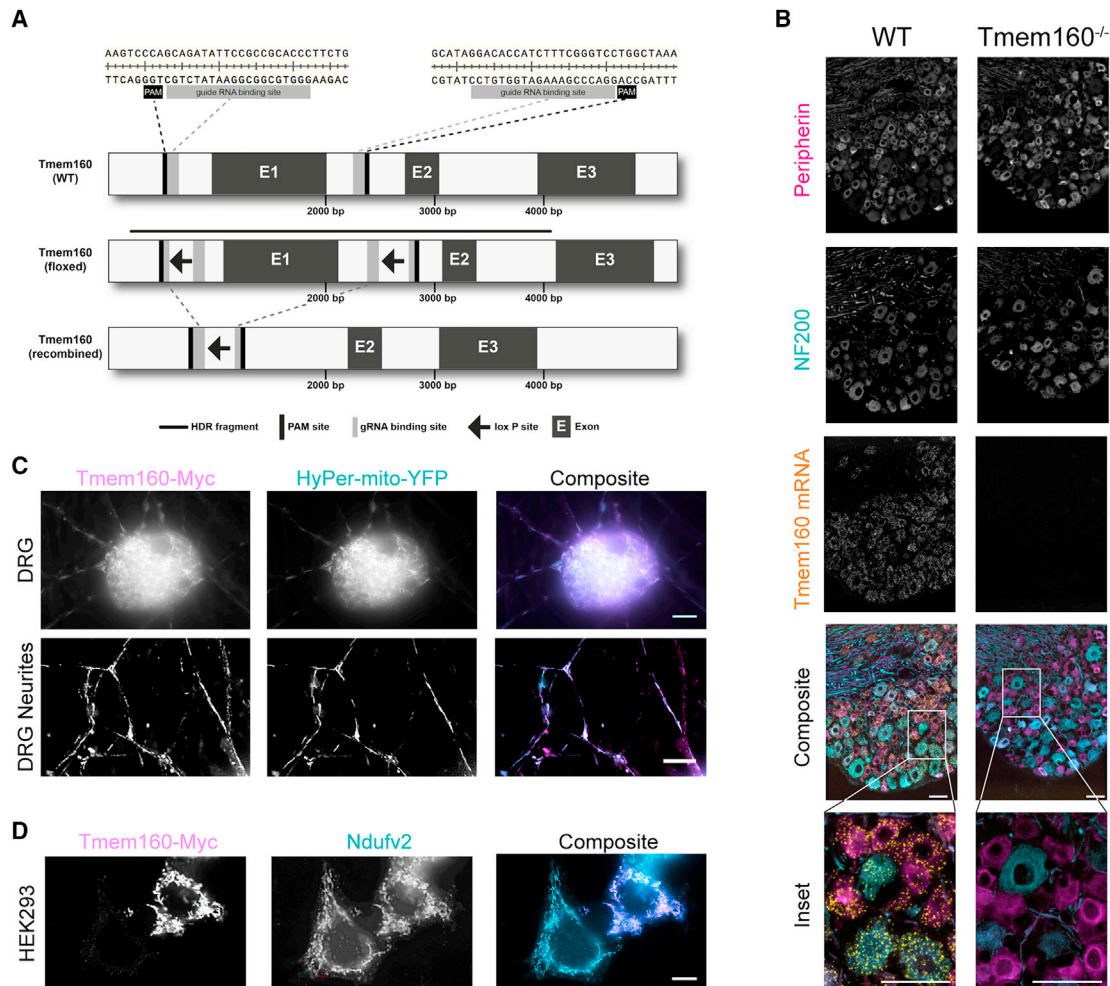 A
AAGTCCCAGCAGATATTCCGCCGCACCCTTCTG
TTCAGGGTCGTCTATAAGGCGGCGTGGGAAGAC
PAM
guide RNA binding site
GCATAGGACACCATCTTTCGGGTCCTGGCTAAA
CGTATCCTGTGGTAGAAAGCCCAGGACCGATTT
guide RNA binding site
PAM
Tmem160
(WT)
E1
E2
E3
2000 bp
3000 bp
4000 bp
Tmem160
(floxed)
E1
E2
E3
2000 bp
3000 bp
4000 bp
Tmem160
(recombined)
E2
E3
2000 bp
3000 bp
4000 bp
HDR fragment
PAM site
gRNA binding site
lox P site
E
Exon
B
WT
Tmem160-/-
Peripherin
NF200
Tmem160 mRNA
Composite
Inset
C
Tmem160-Myc
HyPer-mito-YFP
Composite
DRG
DRG Neurites
D
Tmem160-Myc
Ndufv2
Composite
HEK293